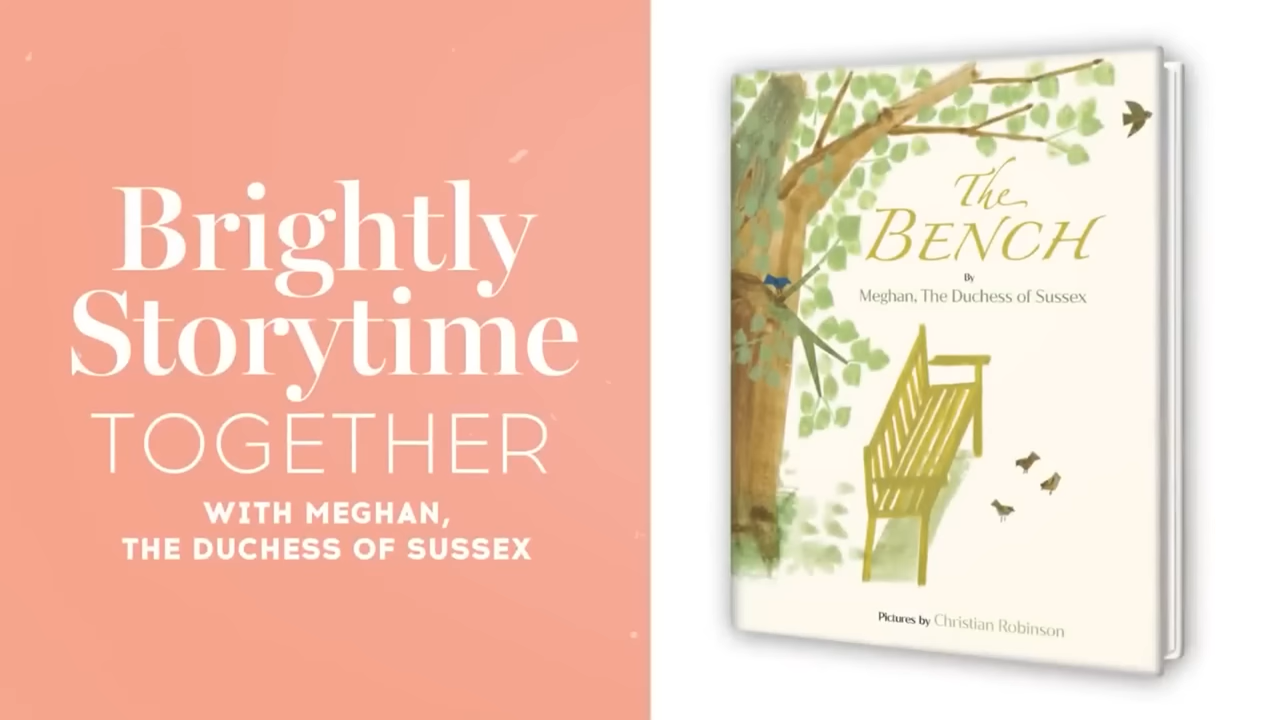 Brightly
Storytime
TOGETHER
WITH MEGHAN,
THE DUCHESS OF SUSSEX
The
BENCH
By
Meghan, The Duchess of Sussex
Pictures by Christian Robinson